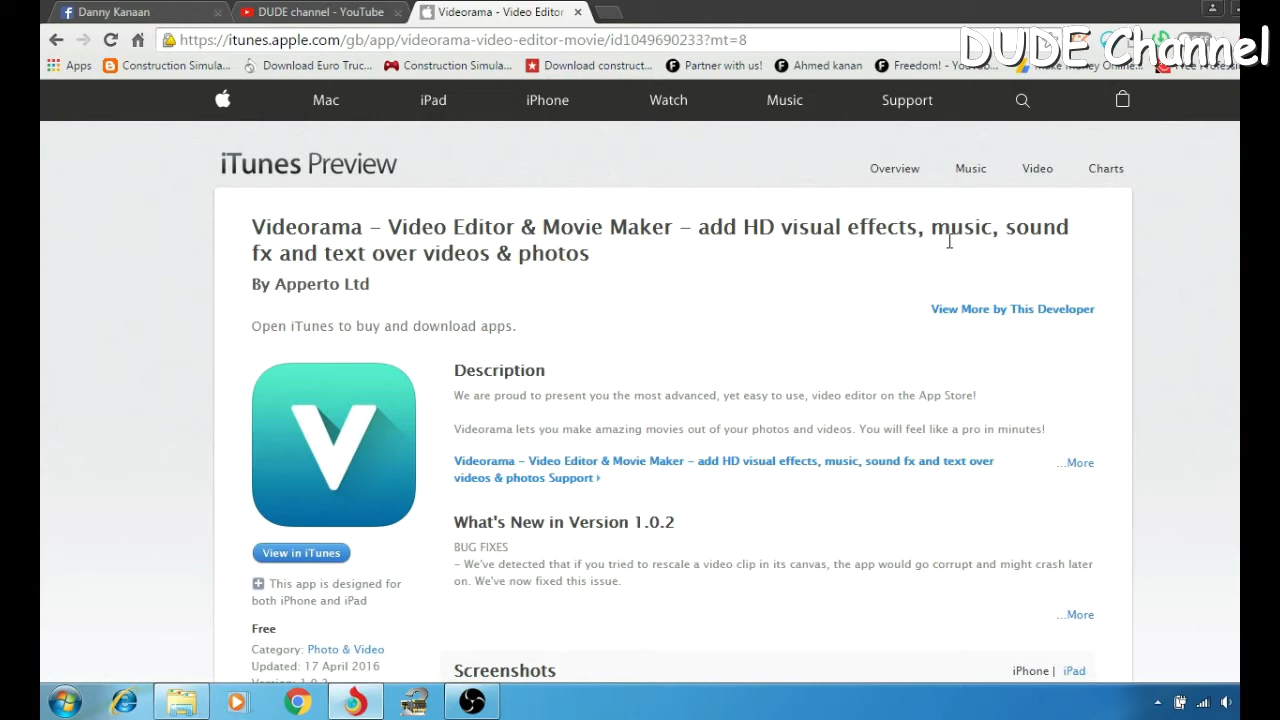 Danny Kanaan
DUDE channel - YouTube
Videorama - Video Editor
https://itunes.apple.com/gb/app/videorama-video-editor-movie/id1049690233?mt=8
DUDE Channel
Apps
Construction Simula...
Download Euro Truc...
Construction Simula...
Download construct...
Partner with us!
Ahmed kanan
Freedom! - YouTub...
Make Money Online...
Free Professi
Mac
iPad
iPhone
Watch
Music
Support
iTunes Preview
Overview
Music
Video
Charts
Videorama - Video Editor & Movie Maker - add HD visual effects, music, sound
fx and text over videos & photos
By Apperto Ltd
View More by This Developer
Open iTunes to buy and download apps.
V
View in iTunes
This app is designed for
both iPhone and iPad
Free
Category: Photo & Video
Updated: 17 April 2016
Version: 1.0.2
Description
We are proud to present you the most advanced, yet easy to use, video editor on the App Store!
Videorama lets you make amazing movies out of your photos and videos. You will feel like a pro in minutes!
Videorama - Video Editor & Movie Maker - add HD visual effects, music, sound fx and text over
videos & photos Support
...More
What's New in Version 1.0.2
BUG FIXES
- We've detected that if you tried to rescale a video clip in its canvas, the app would go corrupt and might crash later
on. We've now fixed this issue.
...More
Screenshots
iPhone | iPad